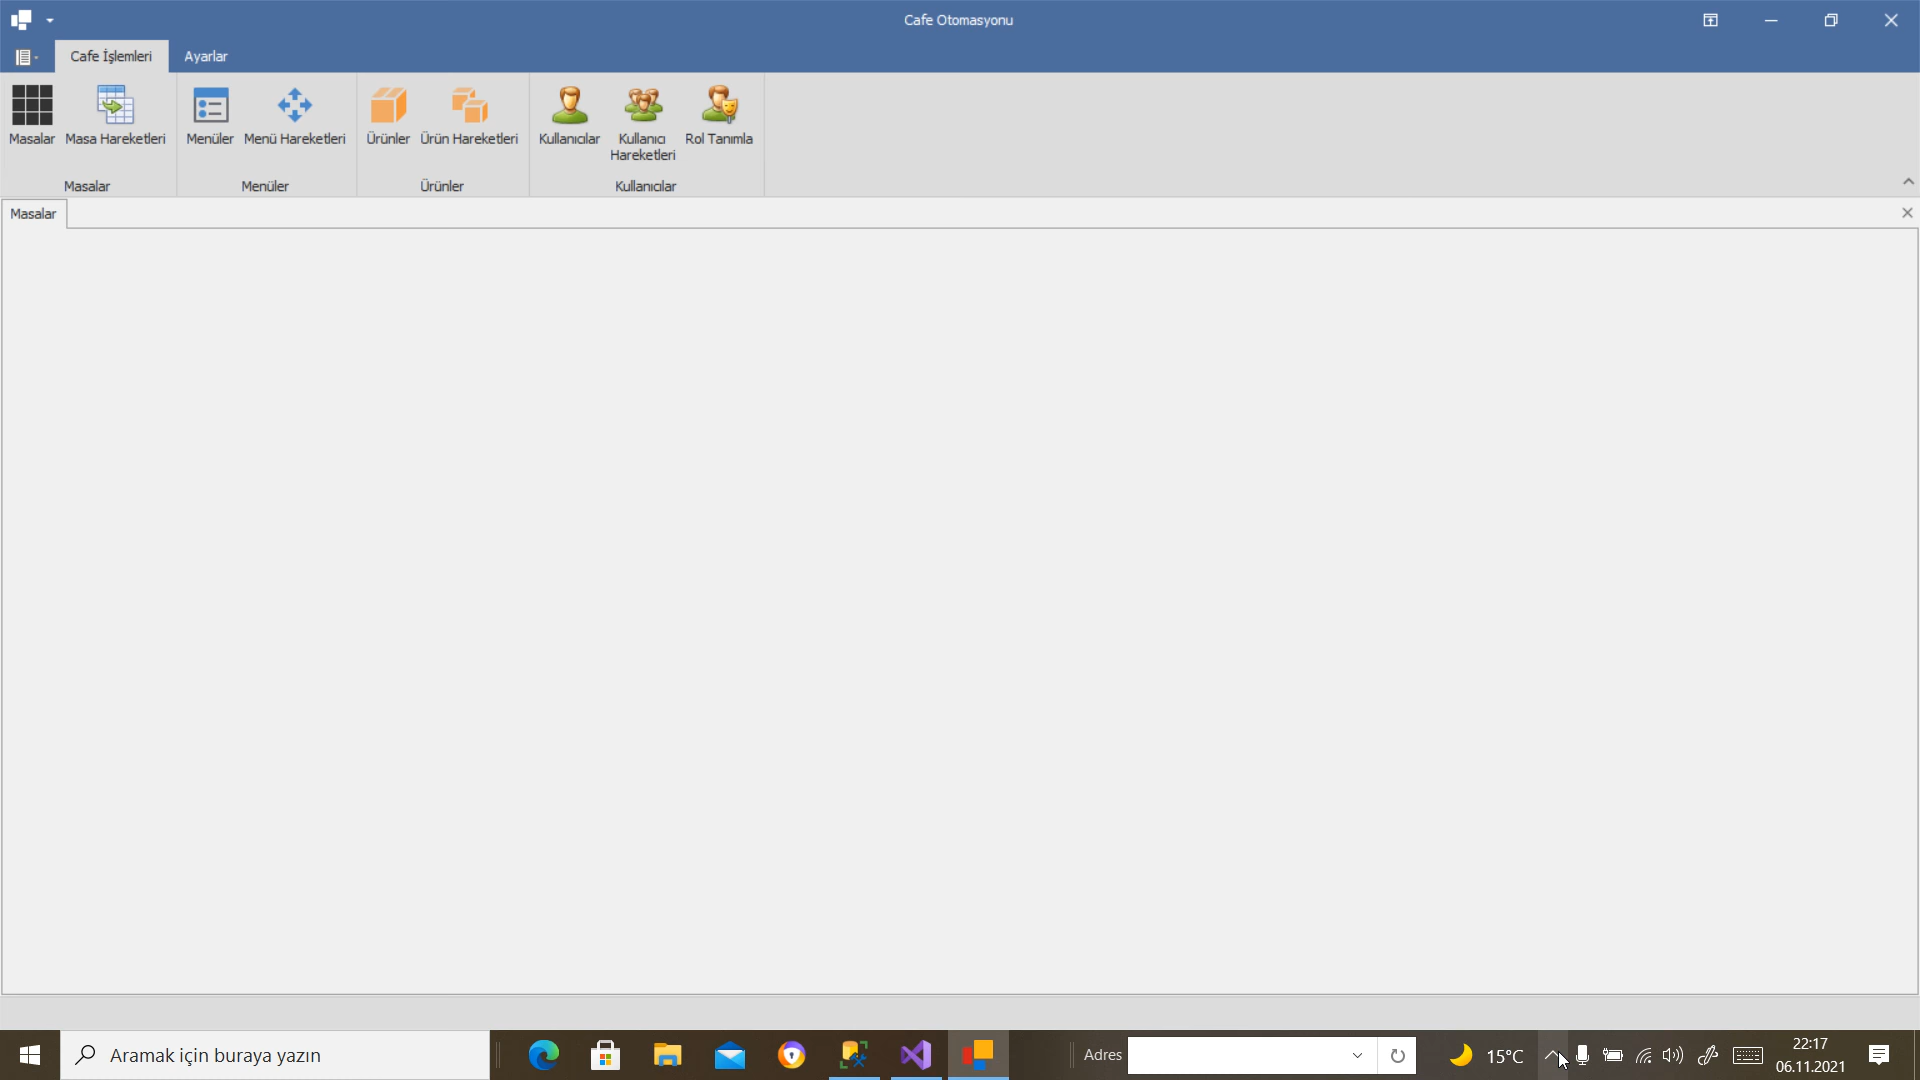 Cafe Otomasyonu
Cafe İşlemleri
Ayarlar
Masalar
Masa Hareketleri
Menüler
Menü Hareketleri
Ürünler
Ürün Hareketleri
Kullanıcılar
Kullanıcı
Hareketleri
Rol Tanımla
Masalar
Menüler
Ürünler
Kullanıcılar
Masalar
Aramak için buraya yazın
Adres
15°C
22:17
06.11.2021